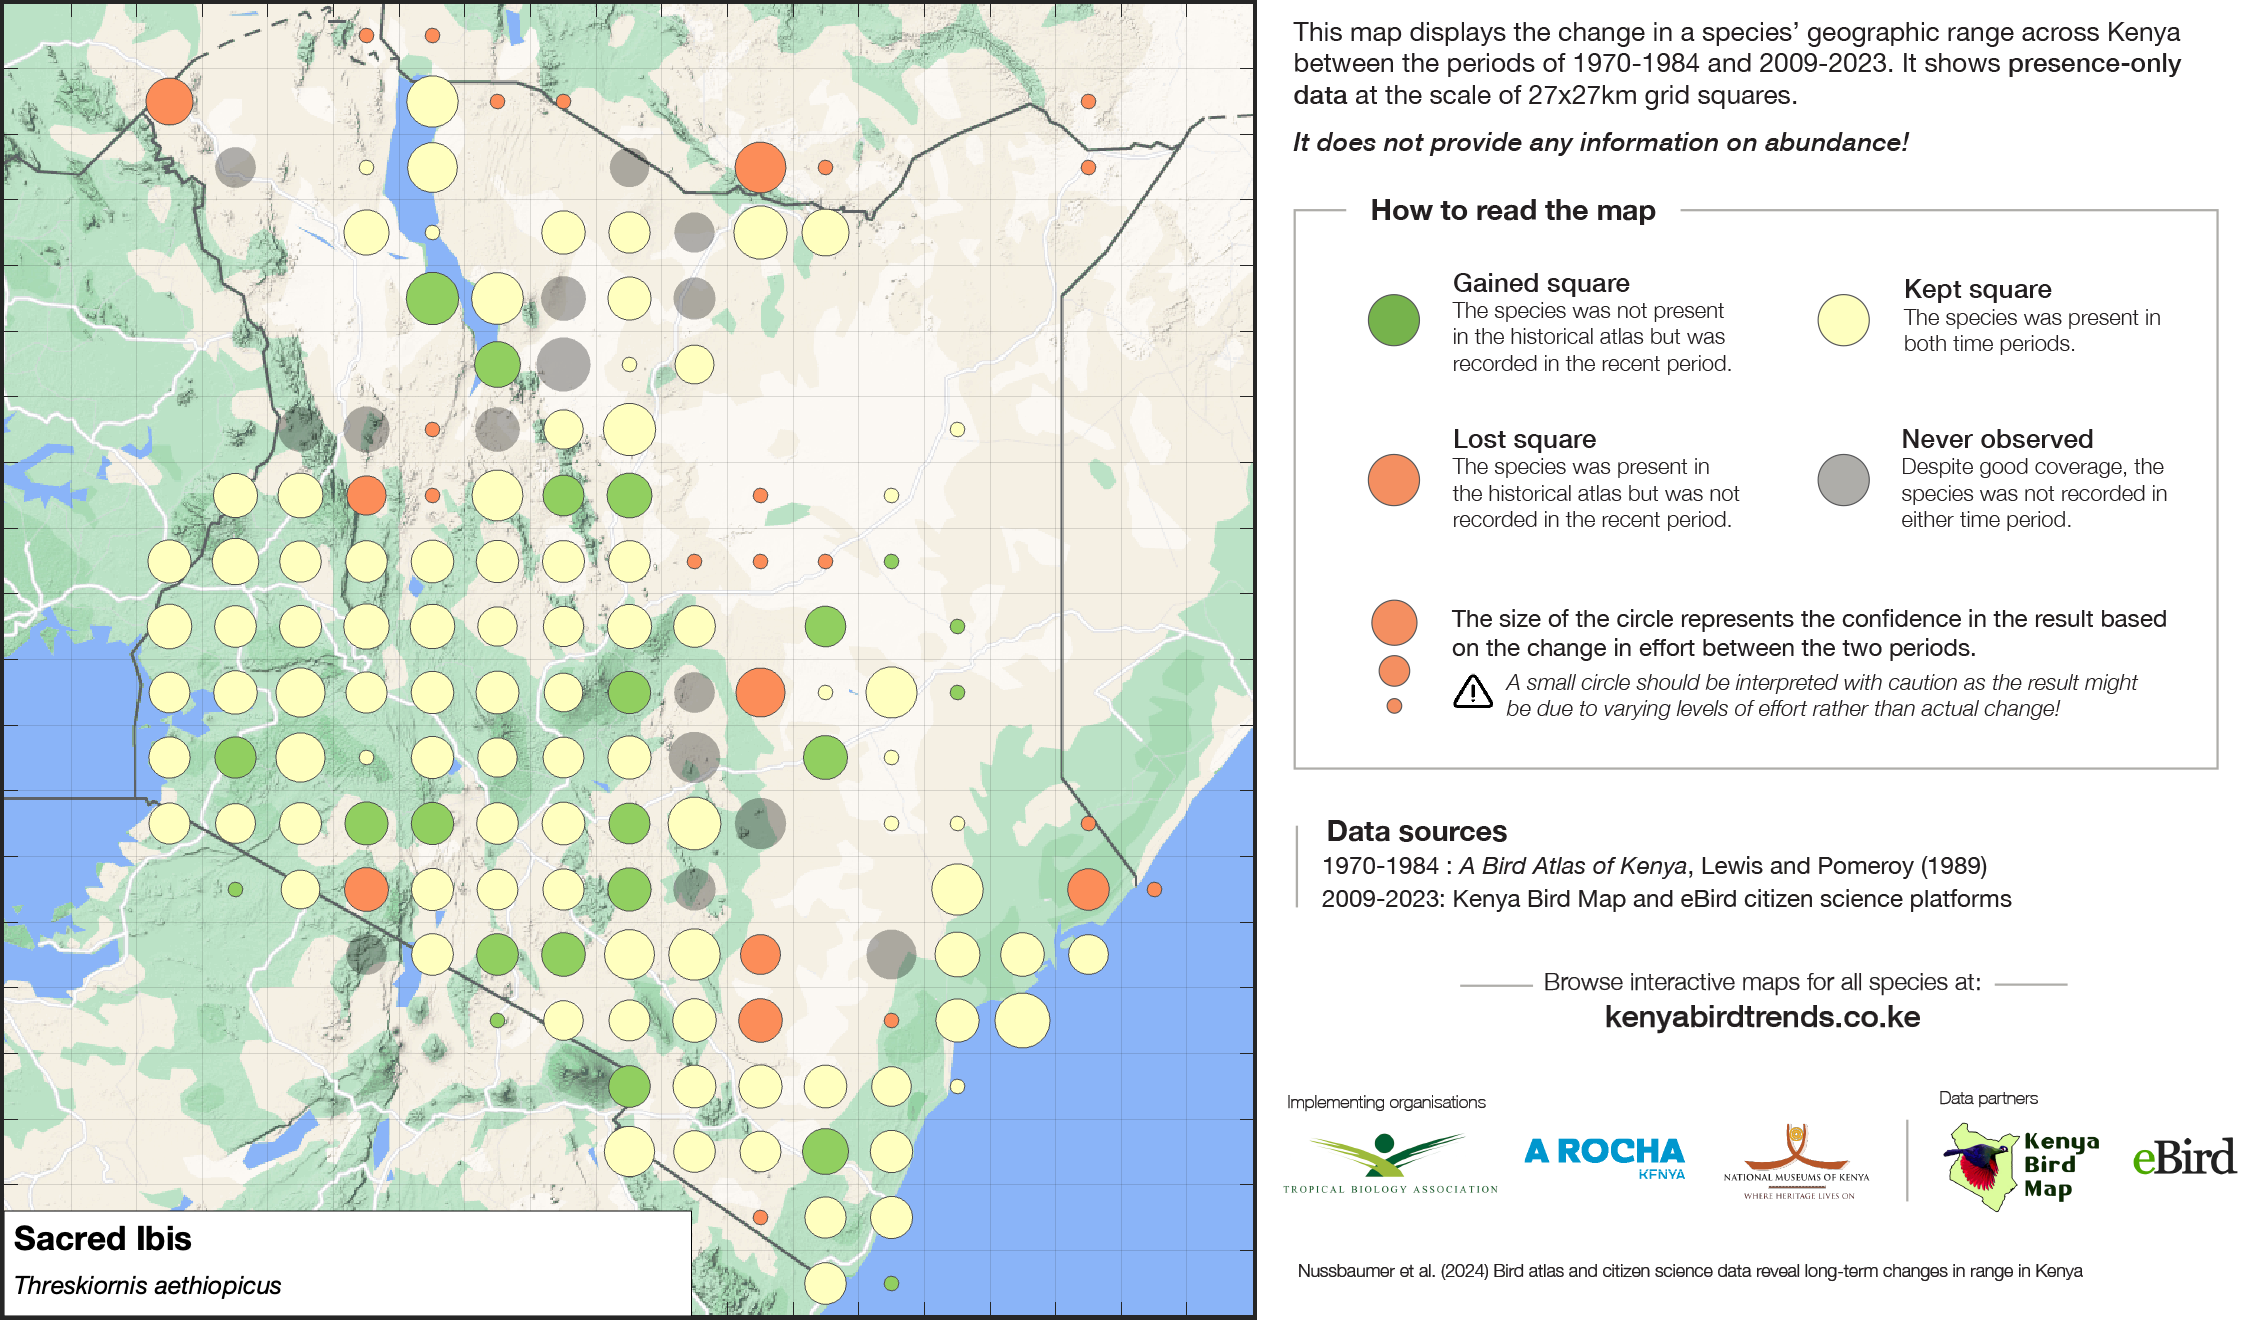 This map displays the change in a species’ geographic range across Kenya
between the periods of 1970-1984 and 2009-2023. It shows presence-only
data at the scale of 27x27km grid squares.
It does not provide any information on abundance!
How to read the map
Gained square
The species was not present
in the historical atlas but was
recorded in the recent period.
Kept square
The species was present in
both time periods.
Lost square
The species was present in
the historical atlas but was not
recorded in the recent period.
Never observed
Despite good coverage, the
species was not recorded in
either time period.
The size of the circle represents the confidence in the result based
on the change in effort between the two periods.
A small circle should be interpreted with caution as the result might
be due to varying levels of effort rather than actual change!
Data sources
1970-1984 : A Bird Atlas of Kenya, Lewis and Pomeroy (1989)
2009-2023: Kenya Bird Map and eBird citizen science platforms
Browse interactive maps for all species at:
kenyabirdtrends.co.ke
Implementing organisations
Data partners
TROPICAL BIOLOGY ASSOCIATION
A ROCHA
KENYA
NATIONAL MUSEUMS OF KENYA
WHERE HERITAGE LIVES ON
Kenya
Bird
Map
eBird
Nussbaumer et al. (2024) Bird atlas and citizen science data reveal long-term changes in range in Kenya
Sacred Ibis
Threskiornis aethiopicus